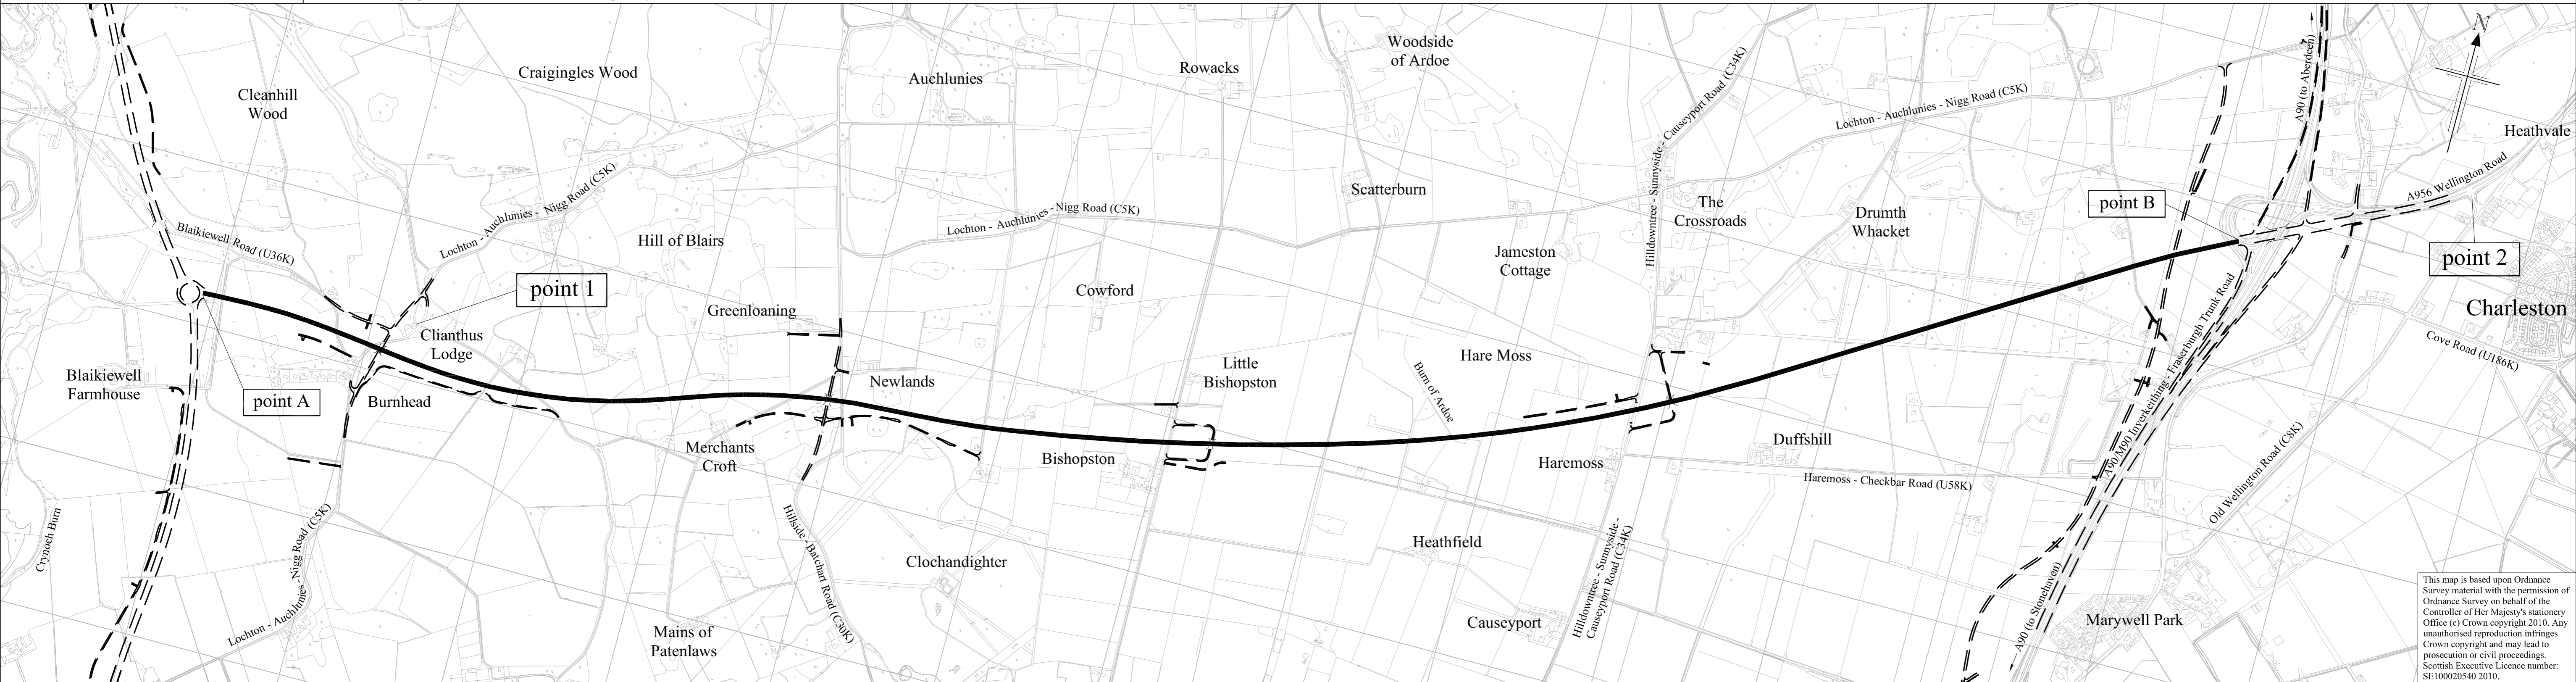 Cleanhill
Wood
Craigingles Wood
Auchlunies
Rowacks
Woodside
of Ardoe
Hilldowntree - Sunnyside - Causeyport Road (C34K)
Lochton - Auchlunies - Nigg Road (C5K)
A90 (to Aberdeen)
N
Heathvale
A956 Wellington Road
Blaikiewell Road (U36K)
Lochton - Auchlunies - Nigg Road (C5K)
Hill of Blairs
Lochton - Auchlunies - Nigg Road (C5K)
Scatterburn
The
Crossroads
Drumth
Whacket
point B
point 2
point 1
Greenloaning
Cowford
Jameston
Cottage
Charleston
Cove Road (U186K)
Clianthus
Lodge
Blaikiewell
Farmhouse
point A
Burnhead
Newlands
Little
Bishopston
Hare Moss
Burn of Ardoe
A90/M90 Inverkeithing - Fraserburgh Trunk Road
Merchants
Croft
Bishopston
Haremoss
Duffshill
Haremoss - Checkbar Road (U58K)
Old Wellington Road (C8K)
Crynoch Burn
Lochton - Auchlunies - Nigg Road (C5K)
Hillside - Batchart Road (C30K)
Clochandighter
Heathfield
Hilldowntree - Sunnyside -
Causeyport Road (C34K)
Causeyport
Mains of
Patenlaws
A90 (to Stonehaven)
Marywell Park
This map is based upon Ordnance
Survey material with the permission of
Ordnance Survey on behalf of the
Controller of Her Majesty's stationery
Office (c) Crown copyright 2010. Any
unauthorised reproduction infringes
Crown copyright and may lead to
prosecution or civil proceedings.
Scottish Executive Licence number:
SE100020540 2010.